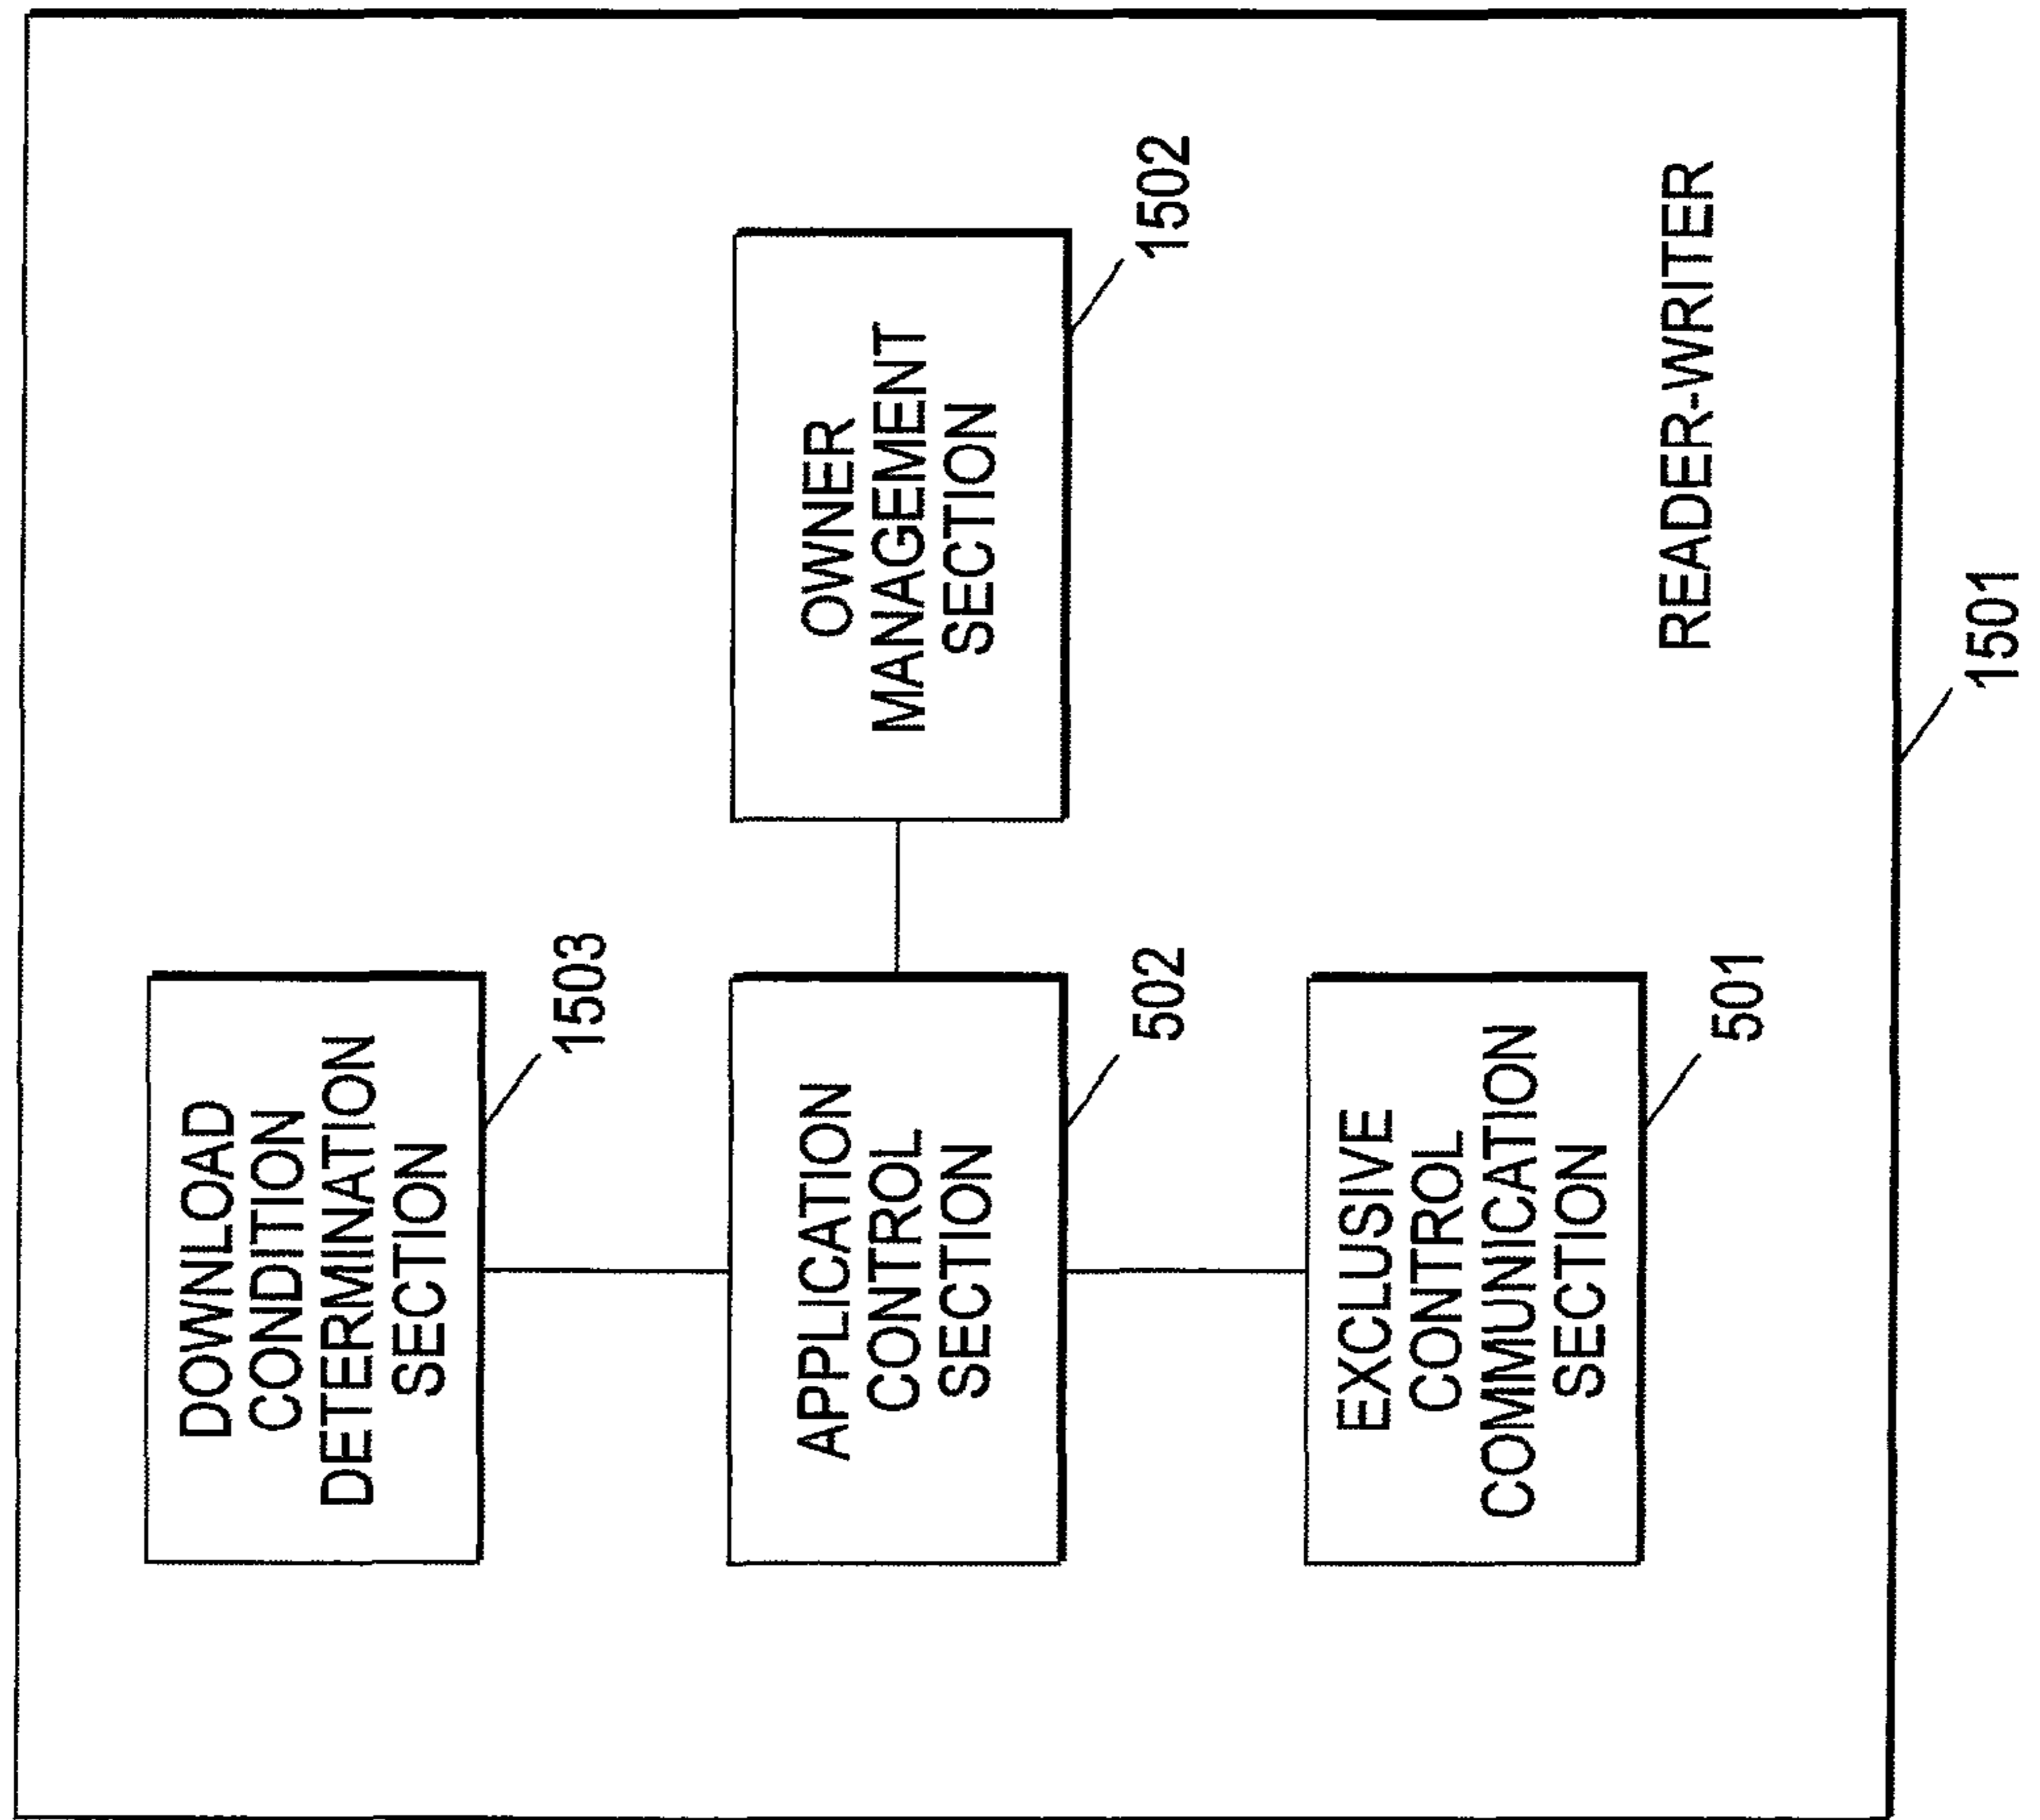 DOWNLOAD
CONDITION
DETERMINATION
SECTION
1503
APPLICATION
CONTROL
SECTION
502
OWNER
MANAGEMENT
SECTION
1502
EXCLUSIVE
CONTROL
COMMUNICATION
SECTION
501
READER-WRITER
1501